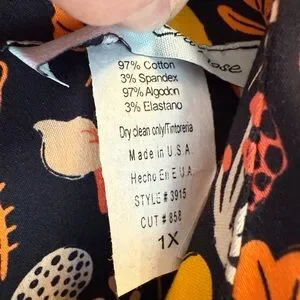 97% Cotton
3% Spandex
97% Algodon
3% Elastano
Dry clean only/Tintoreria
Made in U.S.A.
Hecho En E.U.A.
STYLE # 3915
CUT # 858
1X